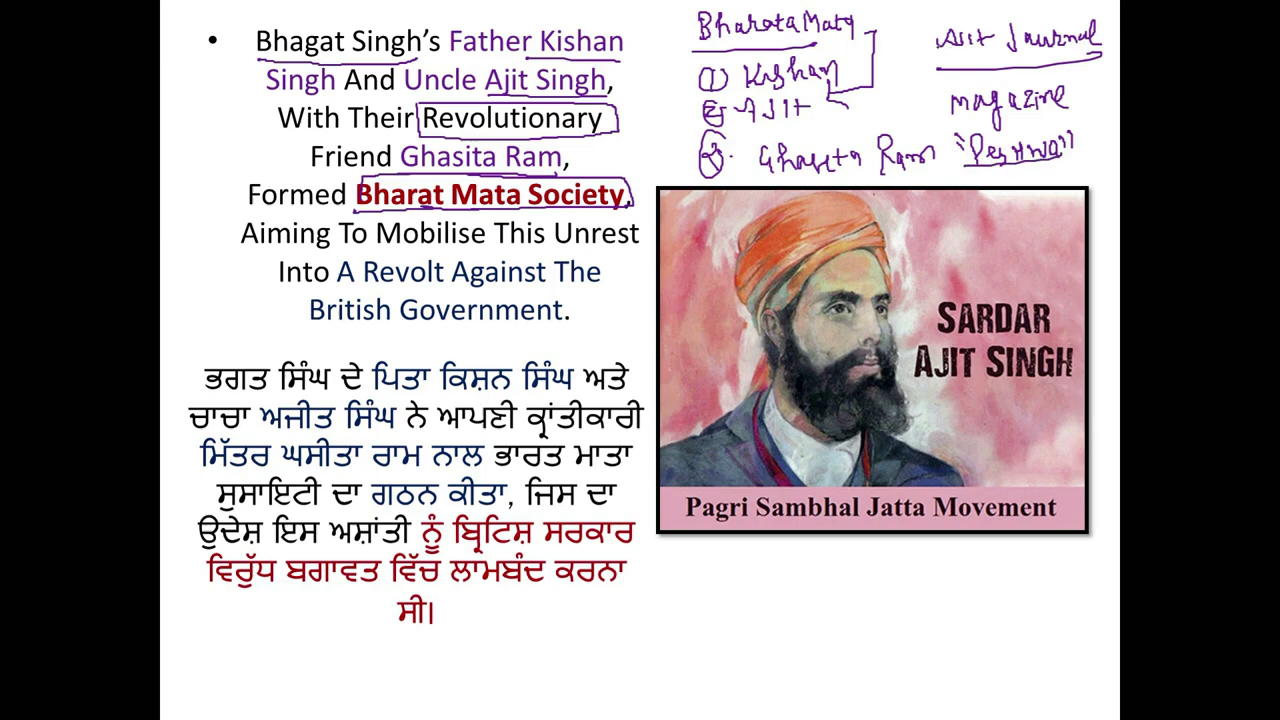 • Bhagat Singh's Father Kishan
Singh And Uncle Ajit Singh,
With Their Revolutionary
Friend Ghasita Ram,
Formed Bharat Mata Society,
Aiming To Mobilise This Unrest
Into A Revolt Against The
British Government.
ਭਗਤ ਸਿੰਘ ਦੇ ਪਿਤਾ ਕਿਸ਼ਨ ਸਿੰਘ ਅਤੇ
ਚਾਚਾ ਅਜੀਤ ਸਿੰਘ ਨੇ ਆਪਣੀ ਕ੍ਰਾਂਤੀਕਾਰੀ
ਮਿੱਤਰ ਘਸੀਤਾ ਰਾਮ ਨਾਲ ਭਾਰਤ ਮਾਤਾ
ਸੁਸਾਇਟੀ ਦਾ ਗਠਨ ਕੀਤਾ, ਜਿਸ ਦਾ
ਉਦੇਸ਼ ਇਸ ਅਸ਼ਾਂਤੀ ਨੂੰ ਬ੍ਰਿਟਿਸ਼ ਸਰਕਾਰ
ਵਿਰੁੱਧ ਬਗਾਵਤ ਵਿੱਚ ਲਾਮਬੰਦ ਕਰਨਾ
ਸੀ।
Bharata Mata
① Kishan
② AJit
③. Ghasita Ram
Ajit Journal
Magazine
"Peshwa"
SARDAR
AJIT SINGH
Pagri Sambhal Jatta Movement